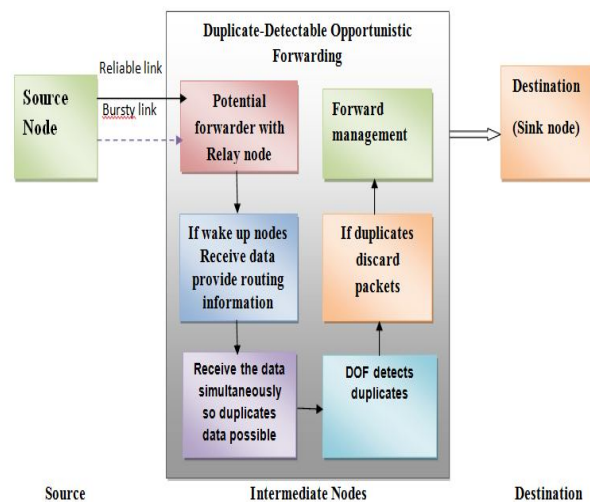 Duplicate-Detectable Opportunistic
Forwarding
Reliable link
Bursty link
Source
Node
Potential
forwarder with
Relay node
If wake up nodes
Receive data
provide routing
information
Receive the data
simultaneously
so duplicates
data possible
DOF detects
duplicates
If duplicates
discard
packets
Forward
management
Destination
(Sink node)
Source
Intermediate Nodes
Destination